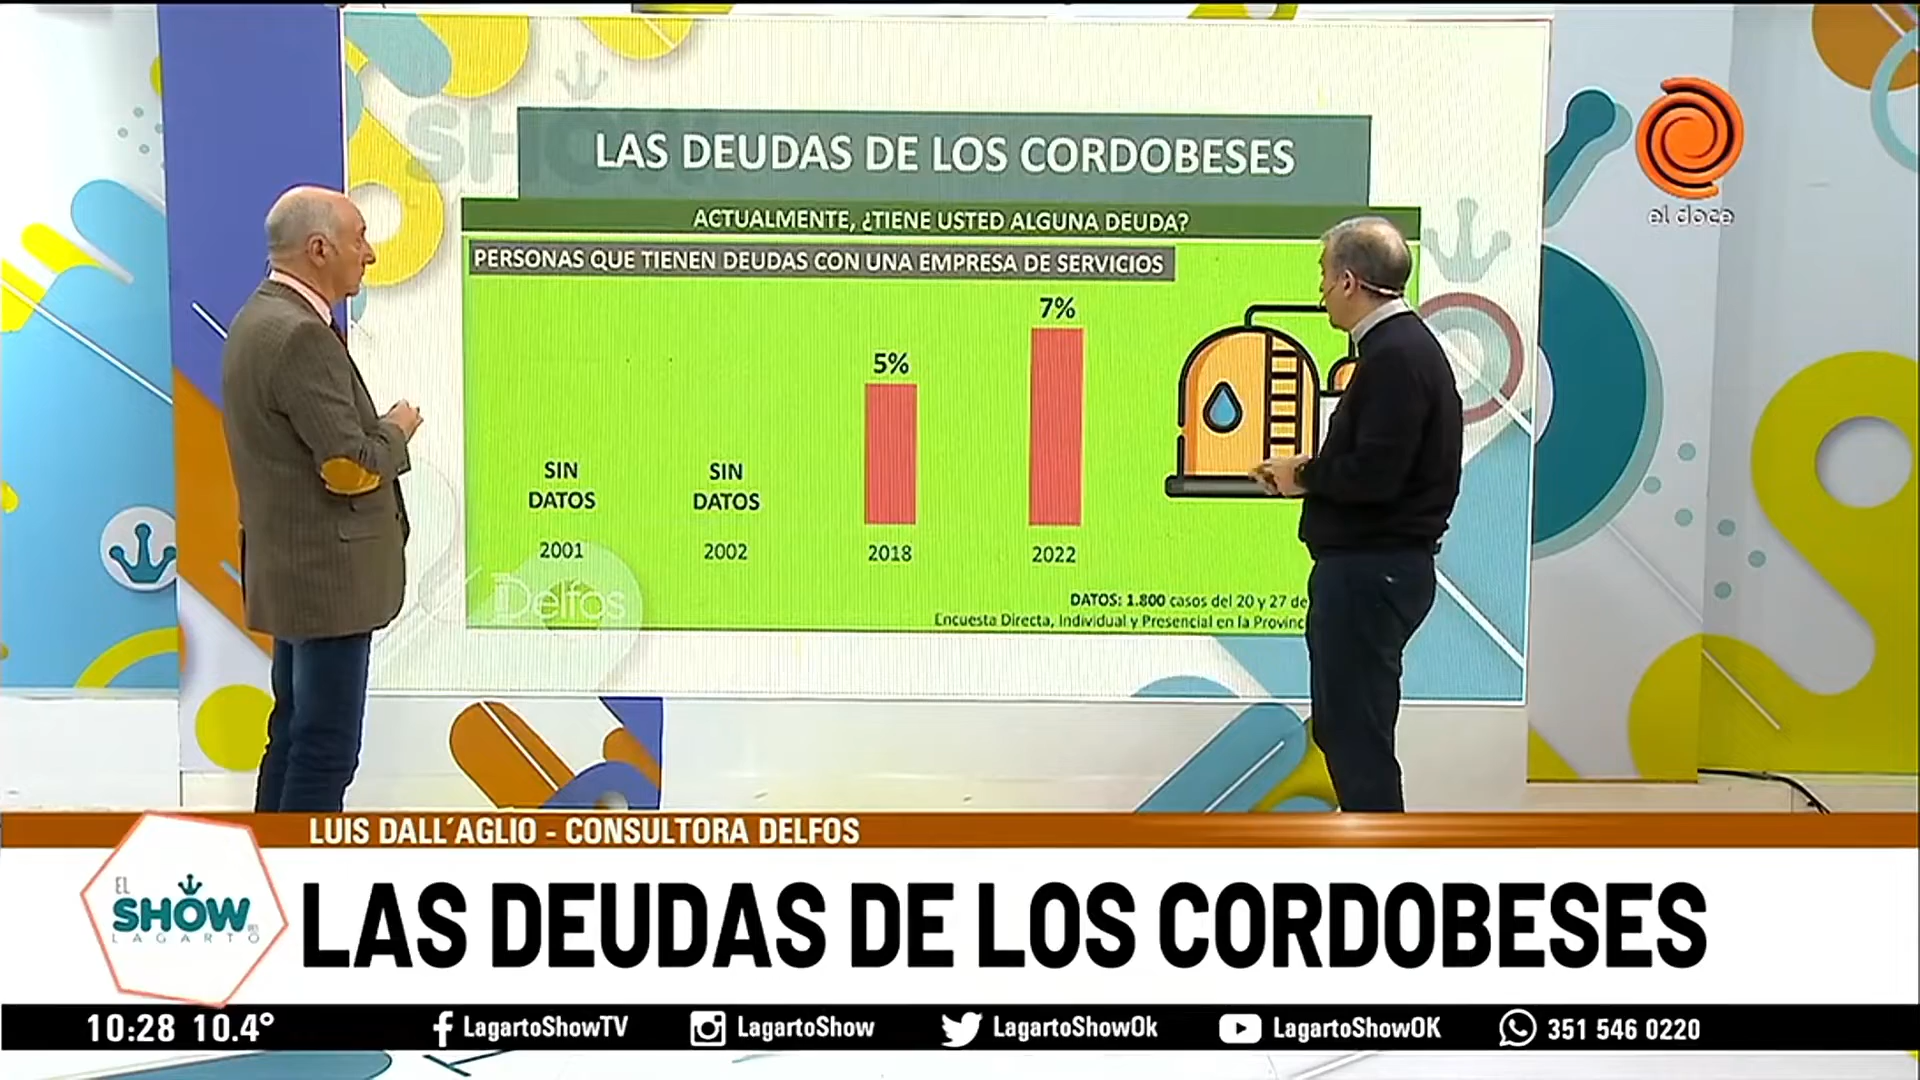 SHOW
LAS DEUDAS DE LOS CORDOBESES
el doce
ACTUALMENTE, ¿TIENE USTED ALGUNA DEUDA?
PERSONAS QUE TIENEN DEUDAS CON UNA EMPRESA DE SERVICIOS
7%
5%
SIN
DATOS
SIN
DATOS
2001
2002
2018
2022
Delfos
DATOS: 1.800 casos del 20 y 27 de
Encuesta Directa, Individual y Presencial en la Provinc
LUIS DALL´AGLIO - CONSULTORA DELFOS
EL
SHOW
LAGARTO
LAS DEUDAS DE LOS CORDOBESES
10:28 10.4°
LagartoShowTV
LagartoShow
LagartoShowOk
LagartoShowOK
351 546 0220